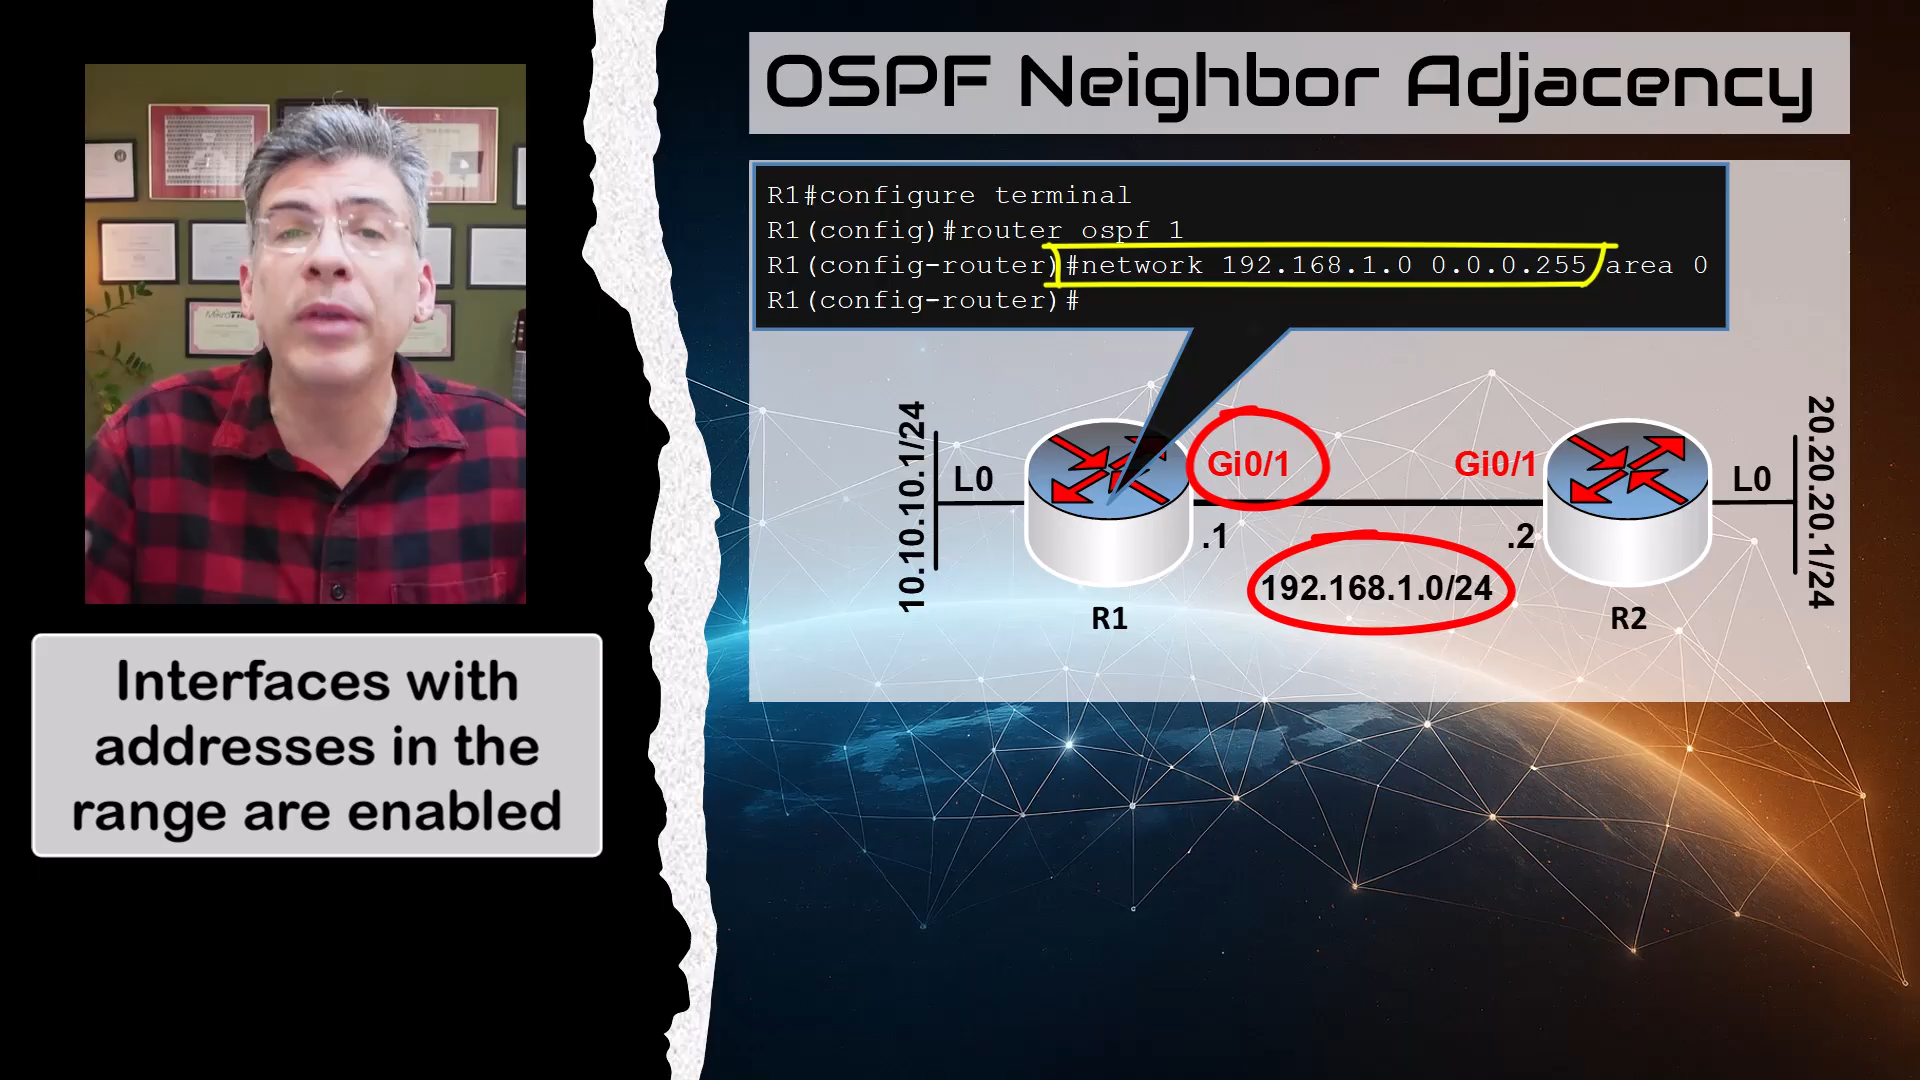 OSPF Neighbor Adjacency
R1#configure terminal
R1(config)#router ospf 1
R1(config-router)#network 192.168.1.0 0.0.0.255 area 0
R1(config-router)#
10.10.10.1/24
L0
Gi0/1
Gi0/1
L0
20.20.20.1/24
.1
.2
192.168.1.0/24
R1
R2
Interfaces with
addresses in the
range are enabled